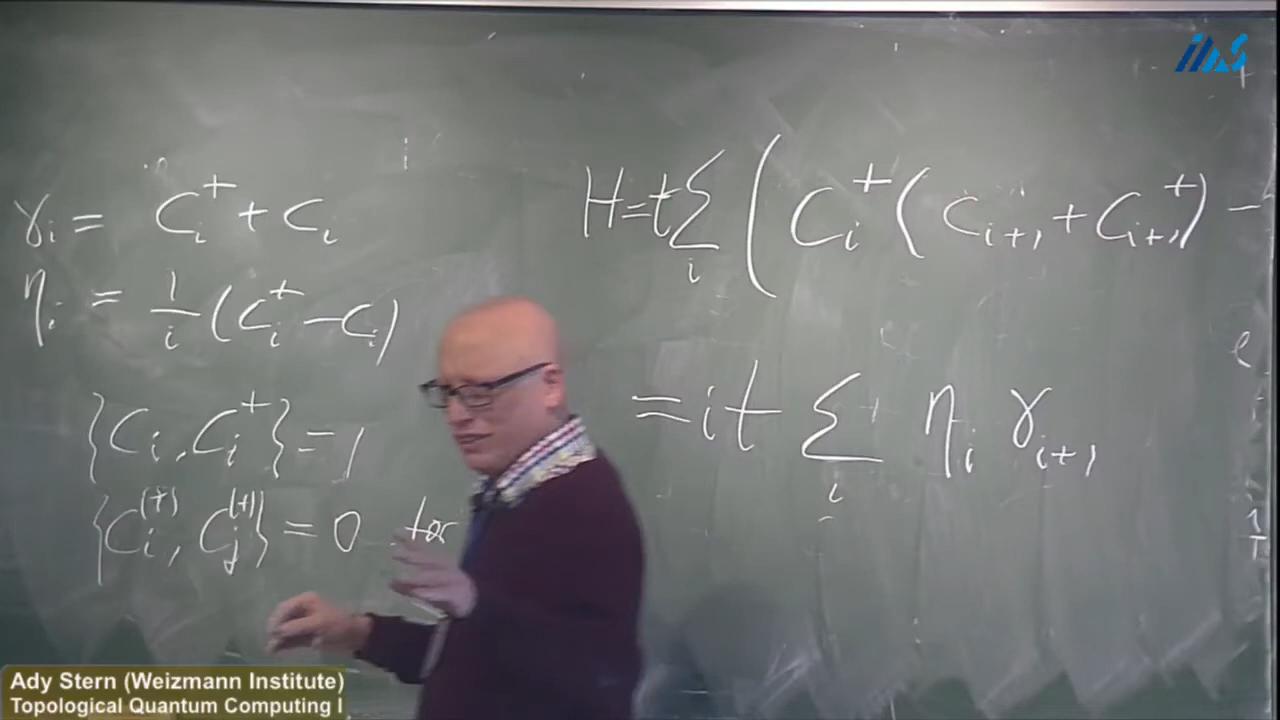 IIAS
γᵢ = Cᵢ⁺ + Cᵢ
ηᵢ = 1/i (Cᵢ⁺ − Cᵢ)
{Cᵢ, Cᵢ⁺} = 1
{Cᵢ⁽⁺⁾, Cⱼ⁽⁺⁾} = 0 for
H = t Σᵢ (Cᵢ⁺ (Cᵢ₊₁ + Cᵢ₊₁⁺) −
= it Σᵢ ηᵢ γᵢ₊₁
Ady Stern (Weizmann Institute)
Topological Quantum Computing I